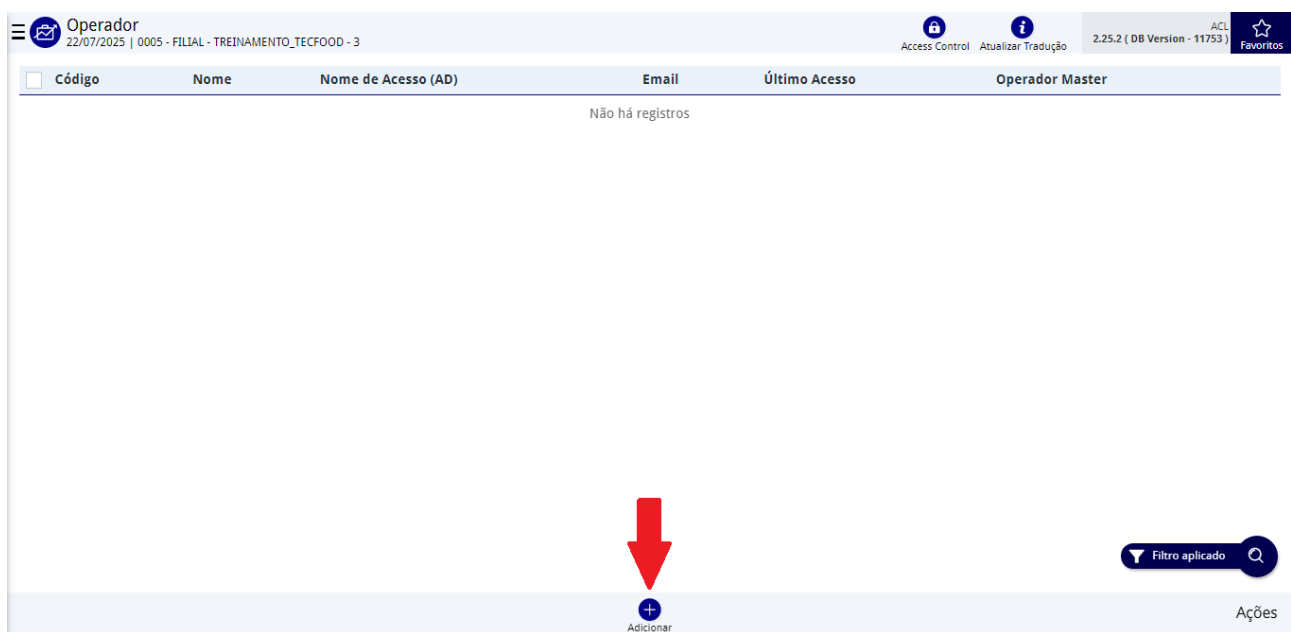 Operador
22/07/2025 | 0005 - FILIAL - TREINAMENTO_TECFOOD - 3
Access Control
Atualizar Tradução
ACL
2.25.2 ( DB Version - 11753 )
Favoritos
Código Nome Nome de Acesso (AD) Email Último Acesso Operador Master
Não há registros
Filtro aplicado
Adicionar
Ações